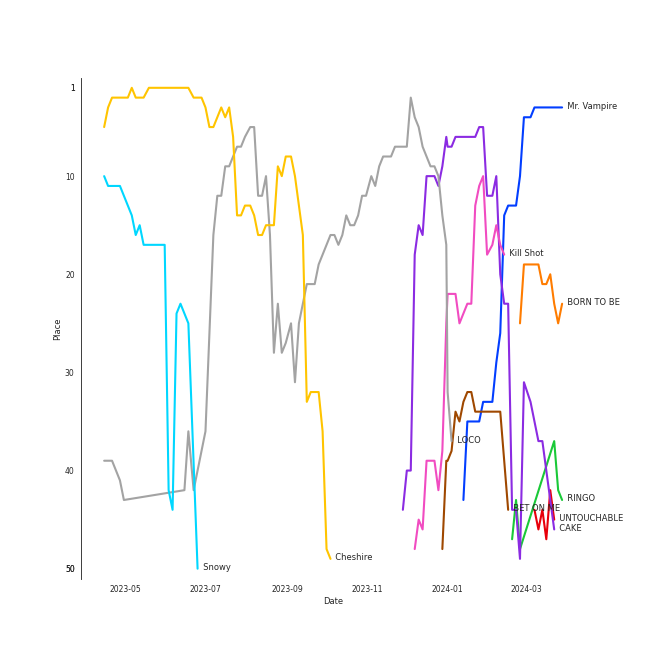 1
Mr. Vampire
10
Kill Shot
20
BORN TO BE
Place
30
40
LOCO
RINGO
BET ON ME
UNTOUCHABLE
CAKE
50
Snowy
Cheshire
2023-05
2023-07
2023-09
2023-11
2024-01
2024-03
Date